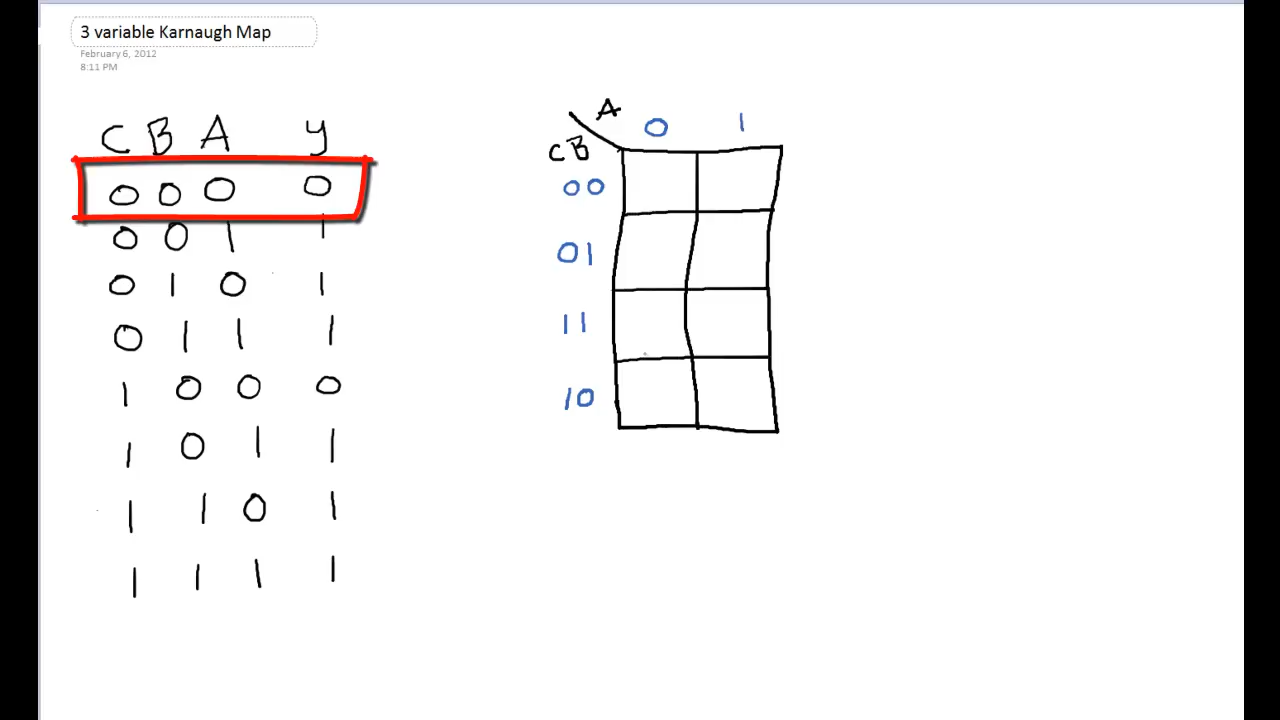 3 variable Karnaugh Map
February 6, 2012
8:11 PM
C B A y
0 0 0 0
0 0 1 1
0 1 0 1
0 1 1 1
1 0 0 0
1 0 1 1
1 1 0 1
1 1 1 1
A 0 1
CB
00
01
11
10